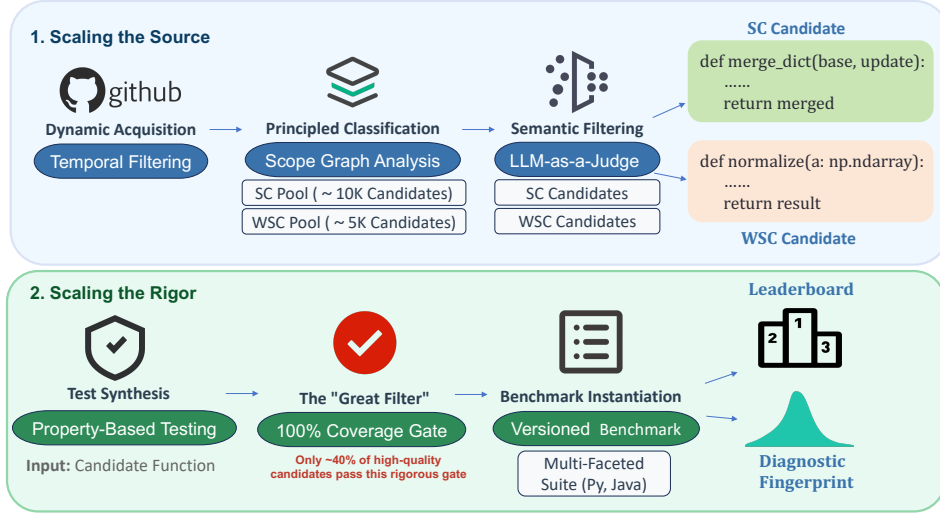 1. Scaling the Source
github
Dynamic Acquisition
Temporal Filtering
Principled Classification
Scope Graph Analysis
SC Pool ( ~ 10K Candidates)
WSC Pool ( ~ 5K Candidates)
Semantic Filtering
LLM-as-a-Judge
SC Candidates
WSC Candidates
SC Candidate
def merge_dict(base, update):
......
return merged
def normalize(a: np.ndarray):
......
return result
WSC Candidate
2. Scaling the Rigor
Test Synthesis
Property-Based Testing
Input: Candidate Function
The "Great Filter"
100% Coverage Gate
Only ~40% of high-quality
candidates pass this rigorous gate
Benchmark Instantiation
Versioned Benchmark
Multi-Faceted
Suite (Py, Java)
Leaderboard
2 1 3
Diagnostic
Fingerprint